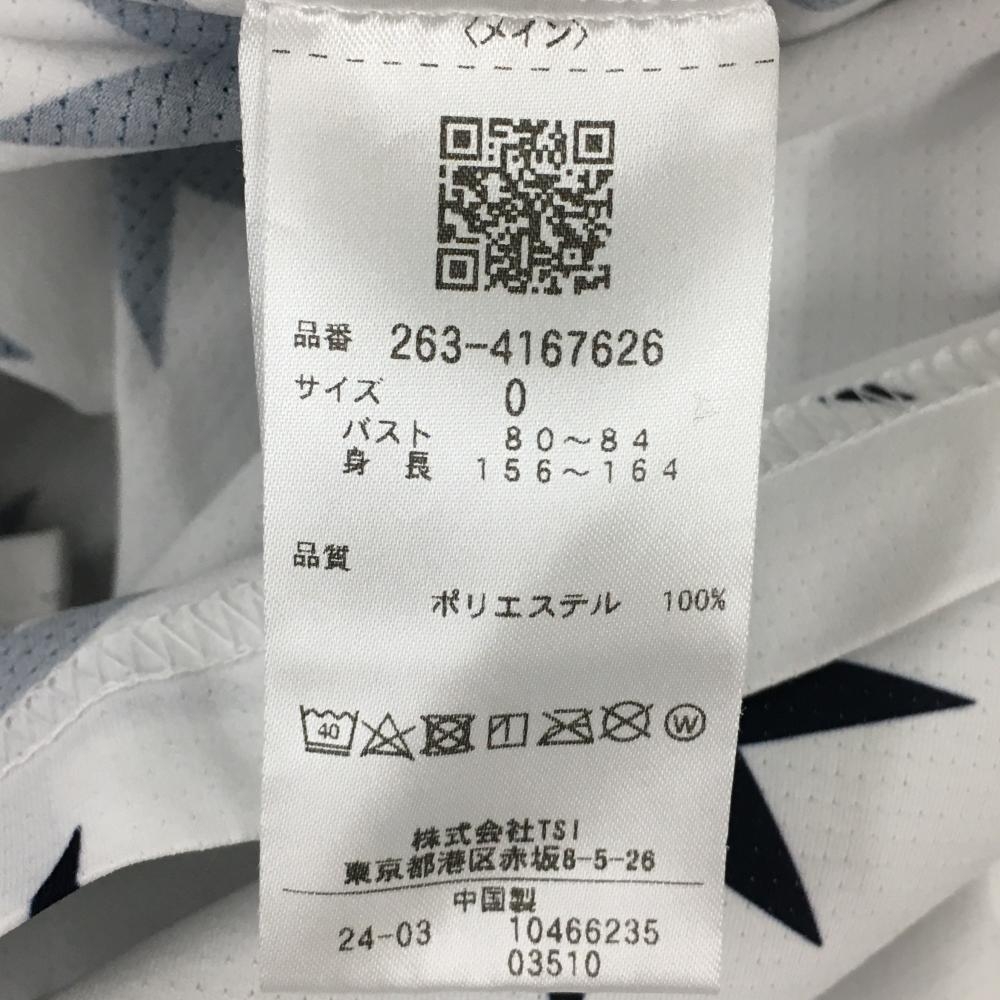 〈メイン〉
品番 263-4167626
サイズ 0
バスト 80～84
身長 156～164
品質
ポリエステル 100%
40 W
株式会社TSI
東京都港区赤坂8-5-26
中国製
24-03 10466235
03510